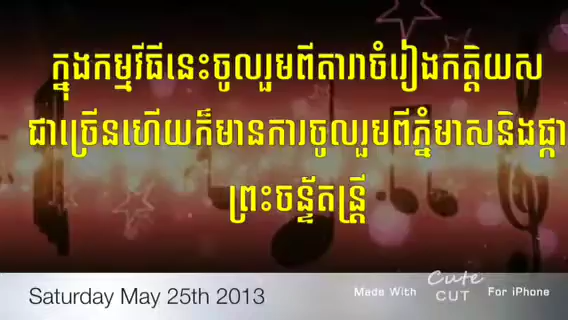 ក្នុងកម្មវីធីនេះចូលរួមពីតារាចំរៀងកត្តិយស
ជាច្រើនហើយក៏មានការចូលរួមពីភ្នំមាសនិងផ្កា
ព្រះចន្ទ័តន្ត្រី
Saturday May 25th 2013
Made With Cute CUT For iPhone